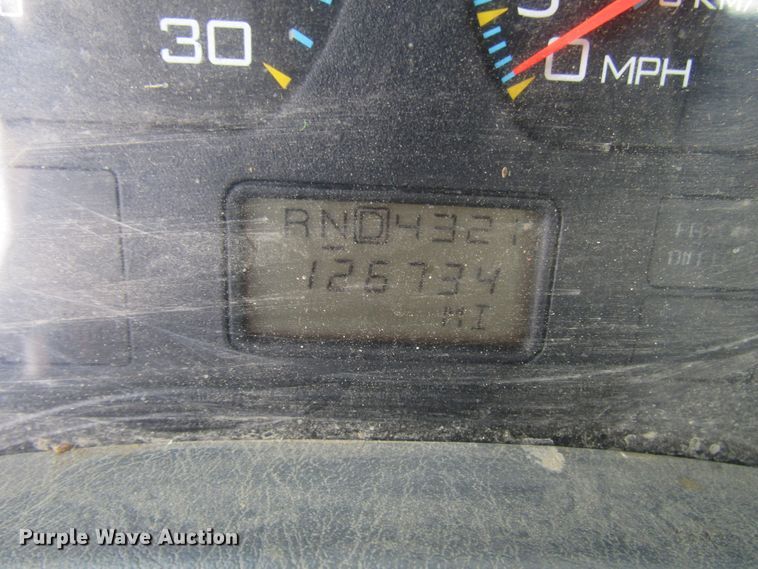 30
0 MPH
RND4321
126734
MI
Purple Wave Auction®